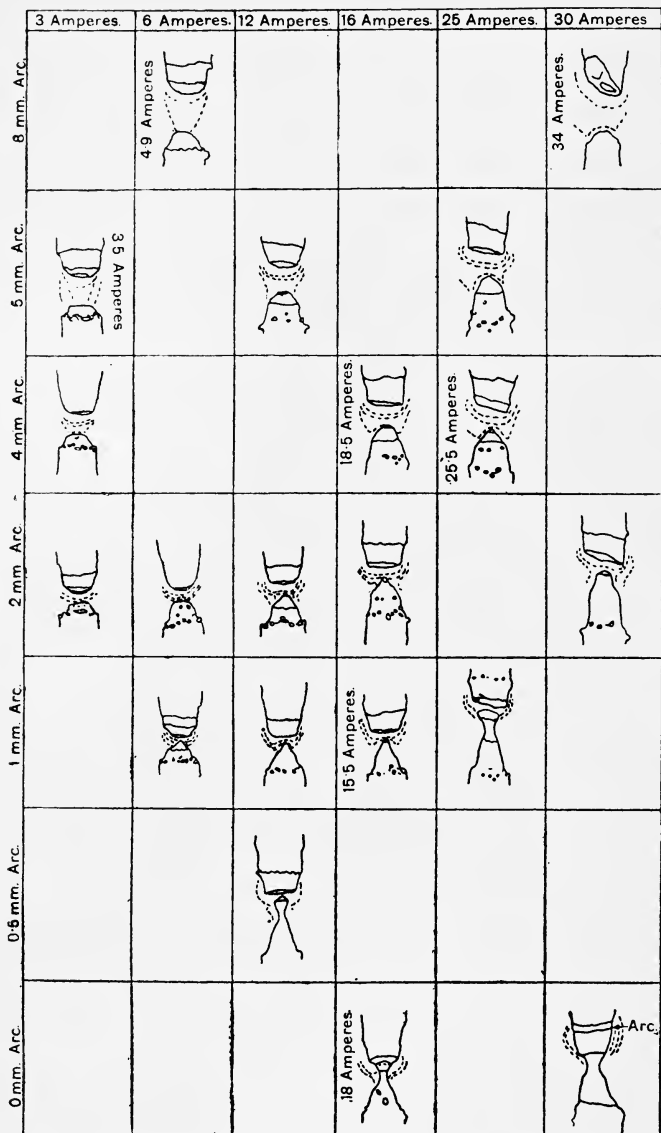 3 Amperes.
6 Amperes.
12 Amperes.
16 Amperes
25 Amperes
30 Amperes
8 mm. Arc.
4·9 Amperes
34 Amperes
5 mm. Arc.
3·5 Amperes
4 mm. Arc.
18·5 Amperes.
25·5 Amperes.
2 mm. Arc.
1 mm. Arc.
15·5 Amperes.
0·5 mm. Arc.
0 mm. Arc.
18 Amperes.
Arc.